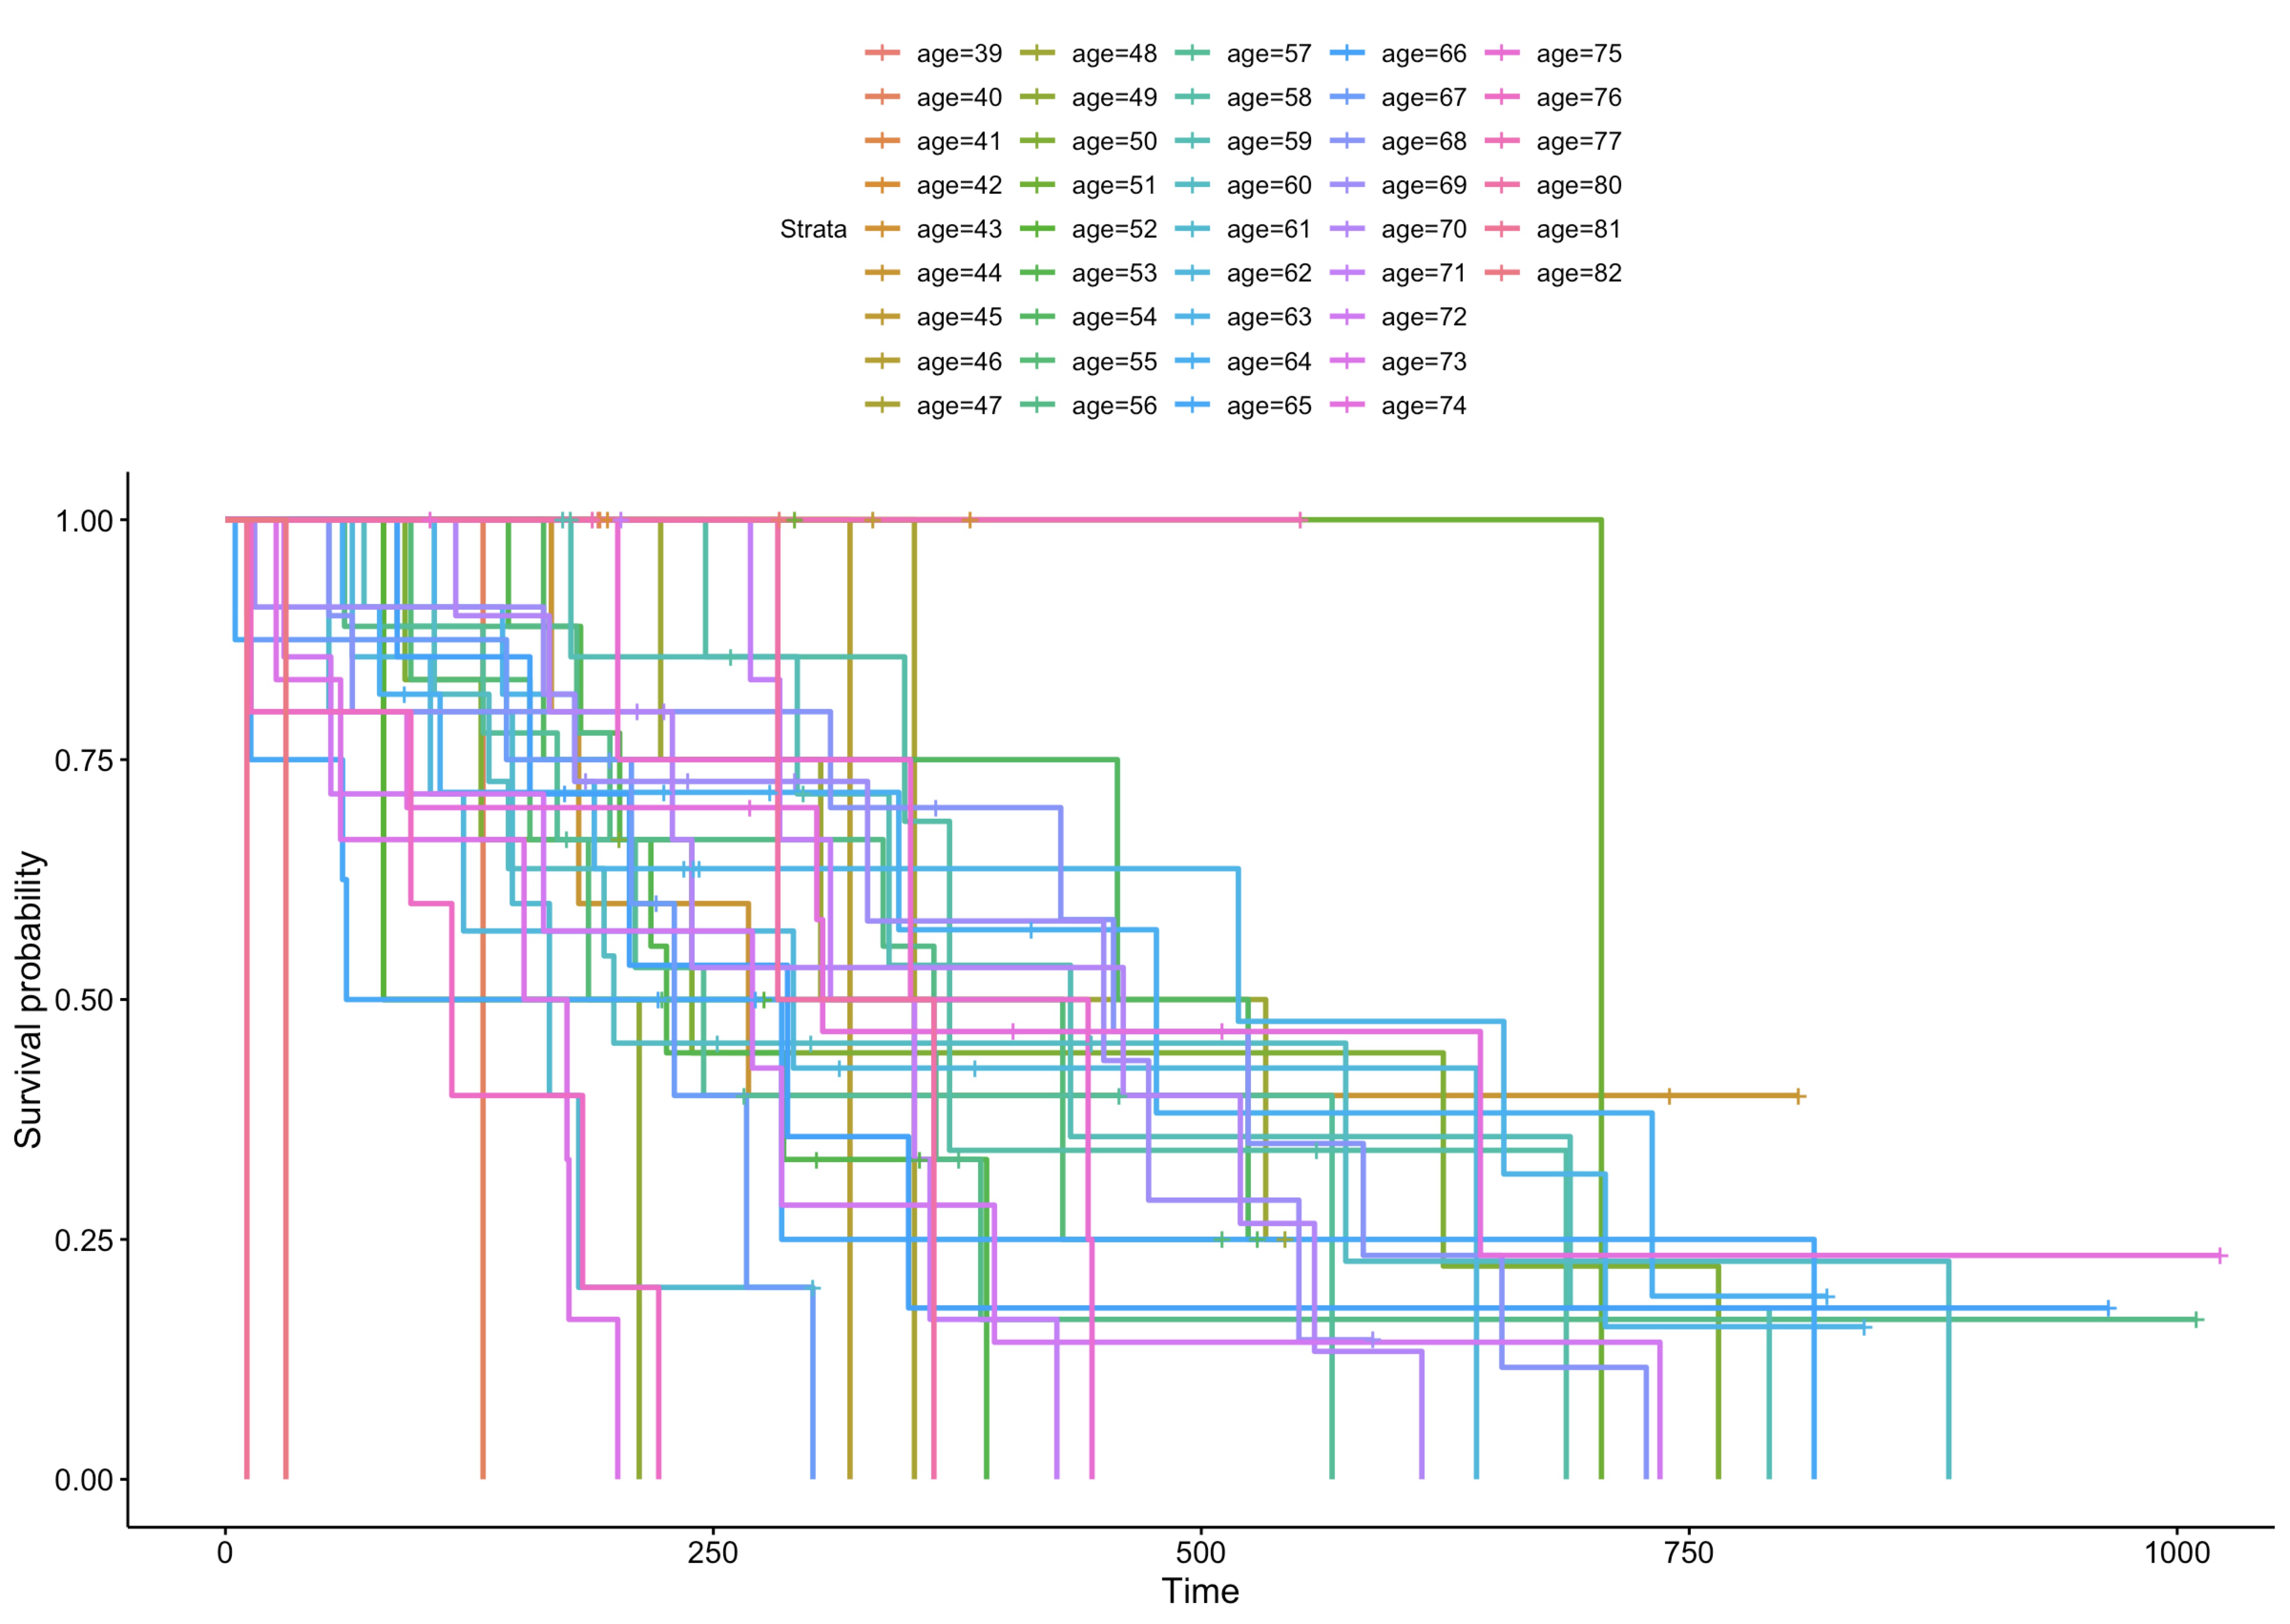 age=39 age=48 age=57 age=66 age=75
age=40 age=49 age=58 age=67 age=76
age=41 age=50 age=59 age=68 age=77
age=42 age=51 age=60 age=69 age=80
Strata age=43 age=52 age=61 age=70 age=81
age=44 age=53 age=62 age=71 age=82
age=45 age=54 age=63 age=72
age=46 age=55 age=64 age=73
age=47 age=56 age=65 age=74
Survival probability
1.00
0.75
0.50
0.25
0.00
0 250 500 750 1000
Time